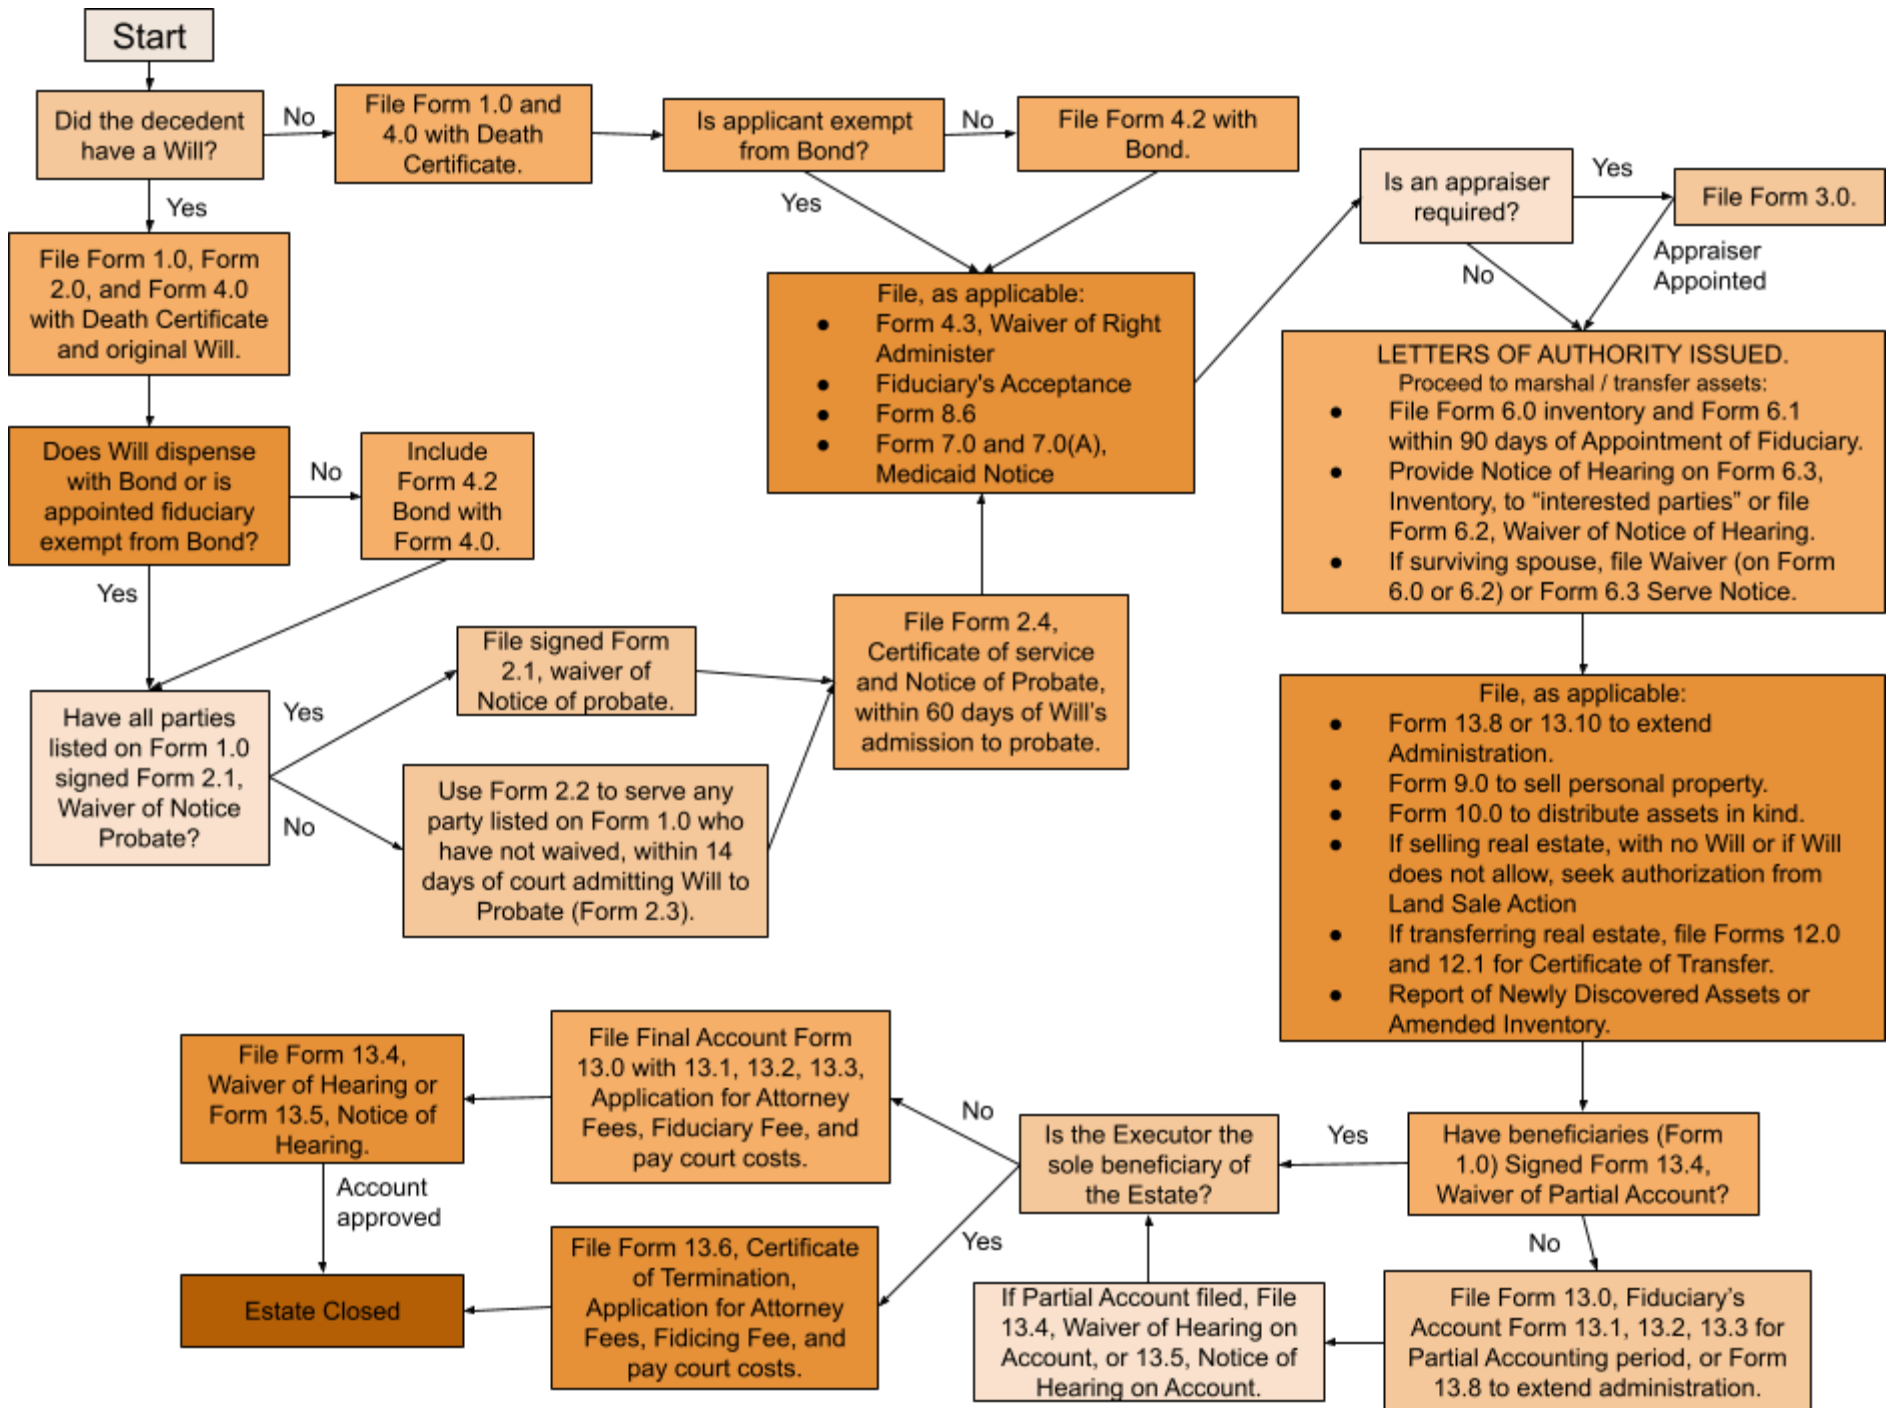 Start
Did the decedent
have a Will?
No
File Form 1.0 and
4.0 with Death
Certificate.
Is applicant exempt
from Bond?
No
File Form 4.2 with
Bond.
Yes
Yes
File Form 1.0, Form
2.0, and Form 4.0
with Death Certificate
and original Will.
Does Will dispense
with Bond or is
appointed fiduciary
exempt from Bond?
No
Include
Form 4.2
Bond with
Form 4.0.
Yes
Have all parties
listed on Form 1.0
signed Form 2.1,
Waiver of Notice
Probate?
Yes
File signed Form
2.1, waiver of
Notice of probate.
No
Use Form 2.2 to serve any
party listed on Form 1.0 who
have not waived, within 14
days of court admitting Will to
Probate (Form 2.3).
File Form 2.4,
Certificate of service
and Notice of Probate,
within 60 days of Will's
admission to probate.
File, as applicable:
● Form 4.3, Waiver of Right
Administer
● Fiduciary's Acceptance
● Form 8.6
● Form 7.0 and 7.0(A),
Medicaid Notice
Is an appraiser
required?
Yes
File Form 3.0.
Appraiser
Appointed
No
LETTERS OF AUTHORITY ISSUED.
Proceed to marshal / transfer assets:
● File Form 6.0 inventory and Form 6.1
within 90 days of Appointment of Fiduciary.
● Provide Notice of Hearing on Form 6.3,
Inventory, to “interested parties” or file
Form 6.2, Waiver of Notice of Hearing.
● If surviving spouse, file Waiver (on Form
6.0 or 6.2) or Form 6.3 Serve Notice.
File, as applicable:
● Form 13.8 or 13.10 to extend
Administration.
● Form 9.0 to sell personal property.
● Form 10.0 to distribute assets in kind.
● If selling real estate, with no Will or if Will
does not allow, seek authorization from
Land Sale Action
● If transferring real estate, file Forms 12.0
and 12.1 for Certificate of Transfer.
● Report of Newly Discovered Assets or
Amended Inventory.
Have beneficiaries (Form
1.0) Signed Form 13.4,
Waiver of Partial Account?
Yes
No
File Form 13.0, Fiduciary’s
Account Form 13.1, 13.2, 13.3 for
Partial Accounting period, or Form
13.8 to extend administration.
If Partial Account filed, File
13.4, Waiver of Hearing on
Account, or 13.5, Notice of
Hearing on Account.
Is the Executor the
sole beneficiary of
the Estate?
No
File Final Account Form
13.0 with 13.1, 13.2, 13.3,
Application for Attorney
Fees, Fiduciary Fee, and
pay court costs.
File Form 13.4,
Waiver of Hearing or
Form 13.5, Notice of
Hearing.
Account
approved
Yes
File Form 13.6, Certificate
of Termination,
Application for Attorney
Fees, Fidicing Fee, and
pay court costs.
Estate Closed